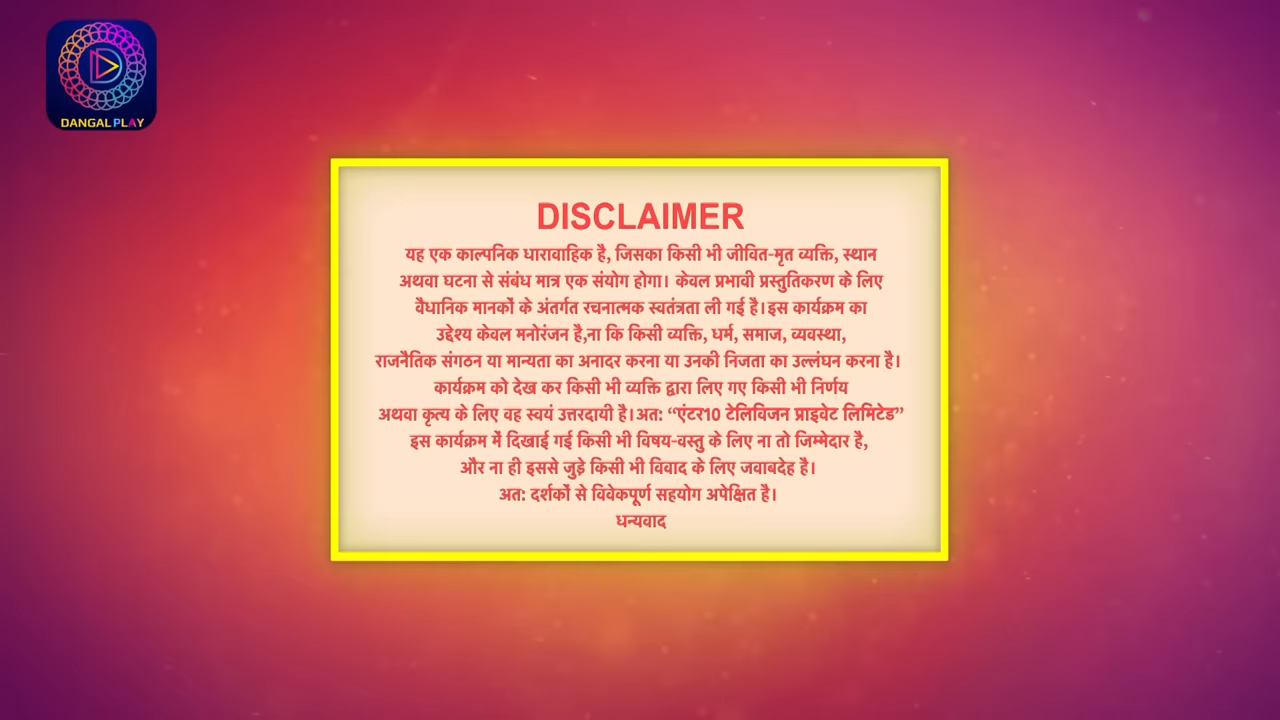 DANGAL PLAY
DISCLAIMER
यह एक काल्पनिक धारावाहिक है, जिसका किसी भी जीवित-मृत व्यक्ति, स्थान
अथवा घटना से संबंध मात्र एक संयोग होगा। केवल प्रभावी प्रस्तुतिकरण के लिए
वैधानिक मानकों के अंतर्गत रचनात्मक स्वतंत्रता ली गई है।इस कार्यक्रम का
उद्देश्य केवल मनोरंजन है,ना कि किसी व्यक्ति, धर्म, समाज, व्यवस्था,
राजनैतिक संगठन या मान्यता का अनादर करना या उनकी निजता का उल्लंघन करना है।
कार्यक्रम को देख कर किसी भी व्यक्ति द्वारा लिए गए किसी भी निर्णय
अथवा कृत्य के लिए वह स्वयं उत्तरदायी है।अत: “एंटर10 टेलिविजन प्राइवेट लिमिटेड”
इस कार्यक्रम में दिखाई गई किसी भी विषय-वस्तु के लिए ना तो जिम्मेदार है,
और ना ही इससे जुड़े किसी भी विवाद के लिए जवाबदेह है।
अत: दर्शकों से विवेकपूर्ण सहयोग अपेक्षित है।
धन्यवाद